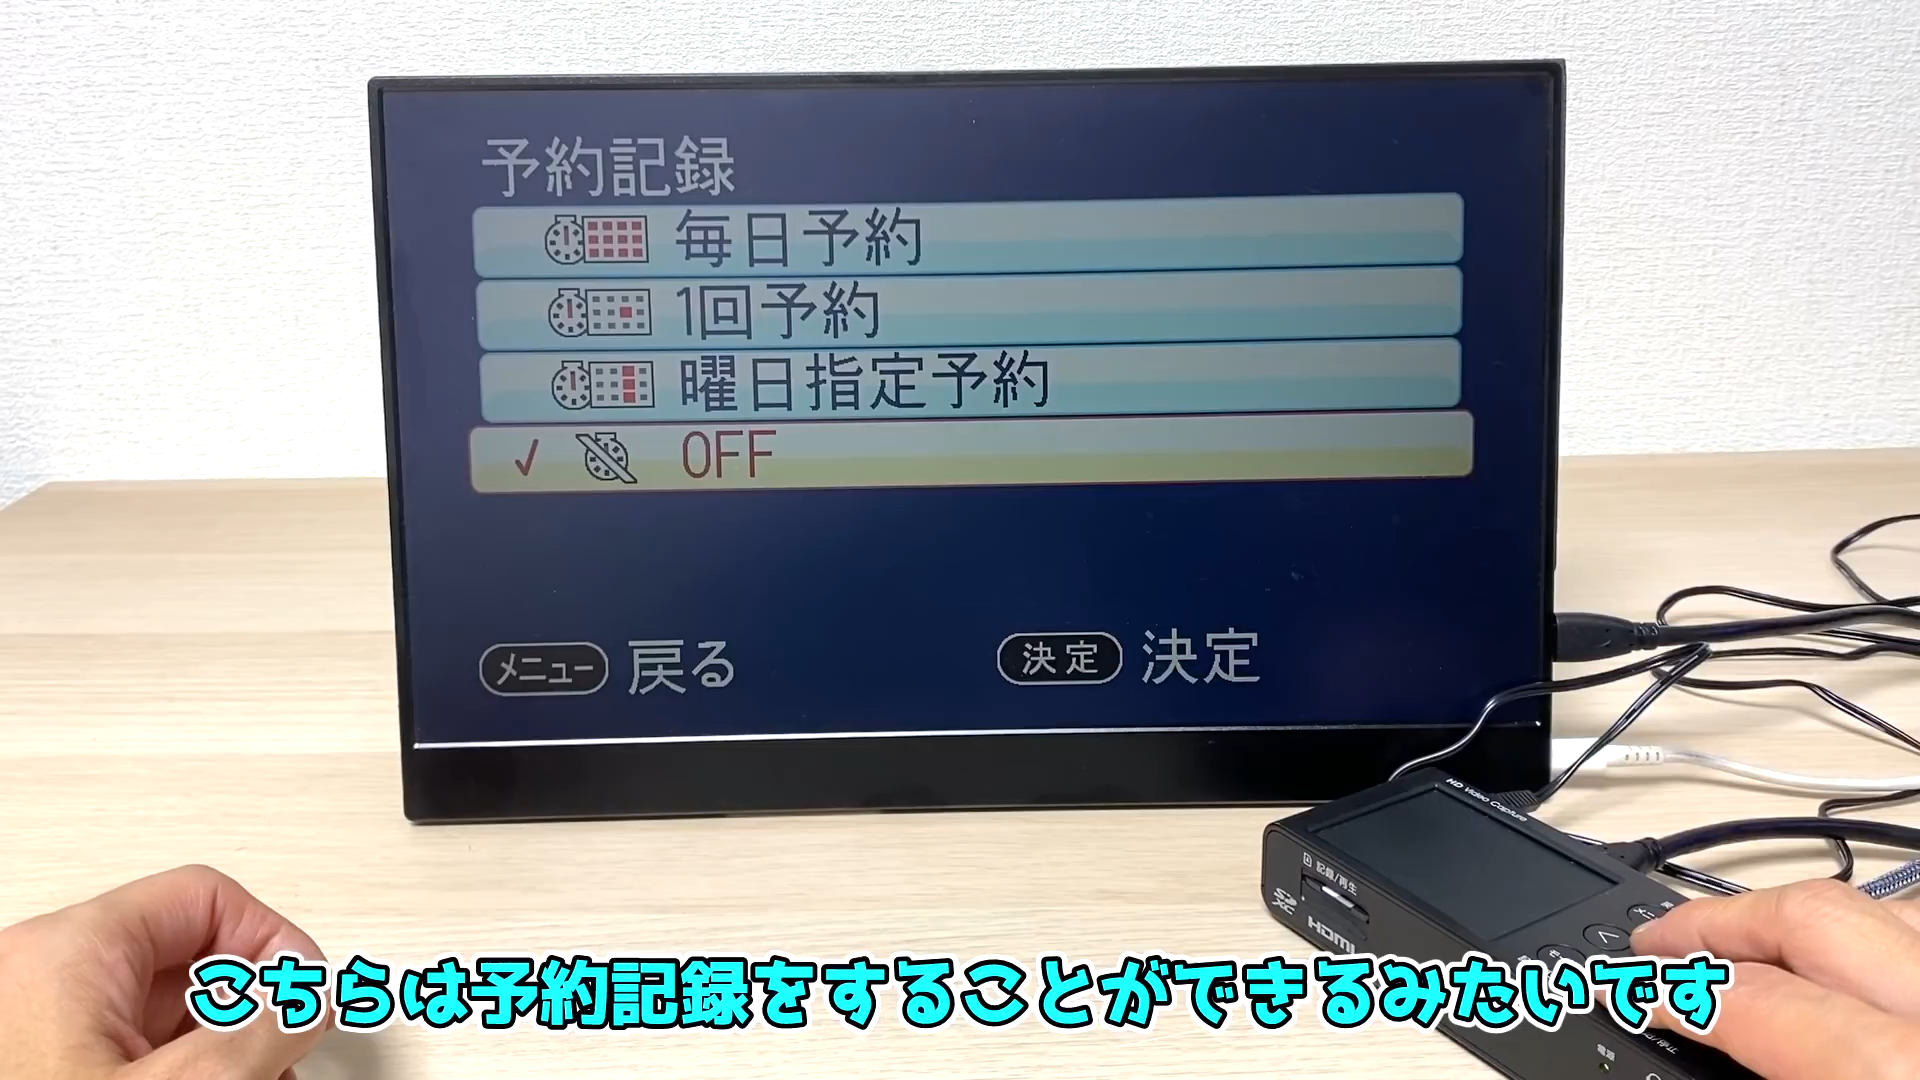 予約記録
毎日予約
1回予約
曜日指定予約
✓ OFF
メニュー 戻る
決定 決定
HD Video Capture
記録/再生
SD XC
HDMI
こちらは予約記録をすることができるみたいです